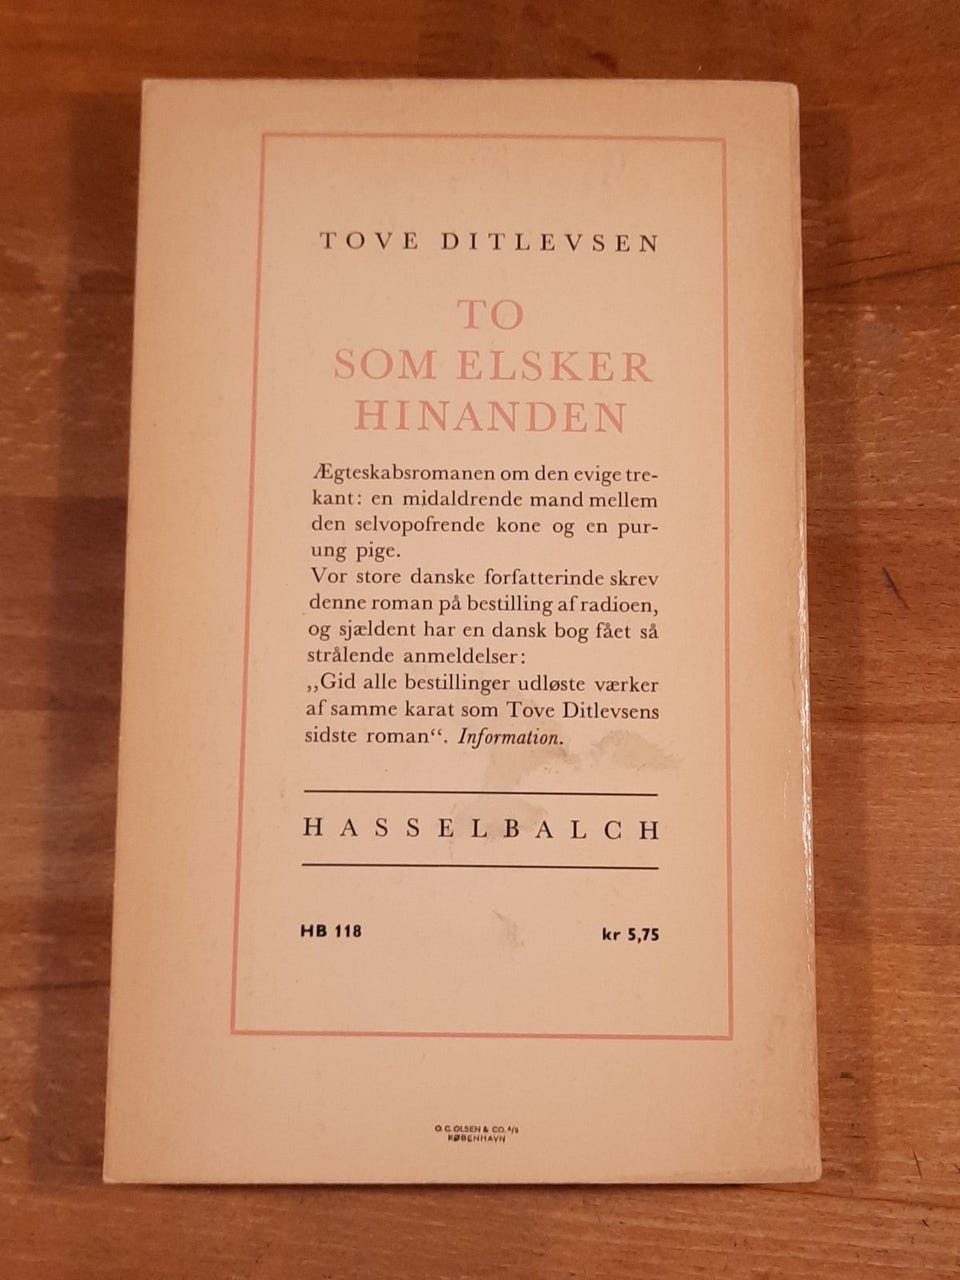 TOVE DITLEVSEN
TO
SOM ELSKER
HINANDEN
Ægteskabsromanen om den evige tre-
kant: en midaldrende mand mellem
den selvopofrende kone og en pur-
ung pige.
Vor store danske forfatterinde skrev
denne roman på bestilling af radioen,
og sjældent har en dansk bog fået så
strålende anmeldelser:
„Gid alle bestillinger udløste værker
af samme karat som Tove Ditlevsens
sidste roman“. Information.
HASSELBALCH
HB 118
kr 5,75
O. C. OLSEN & CO. A/S
KØBENHAVN